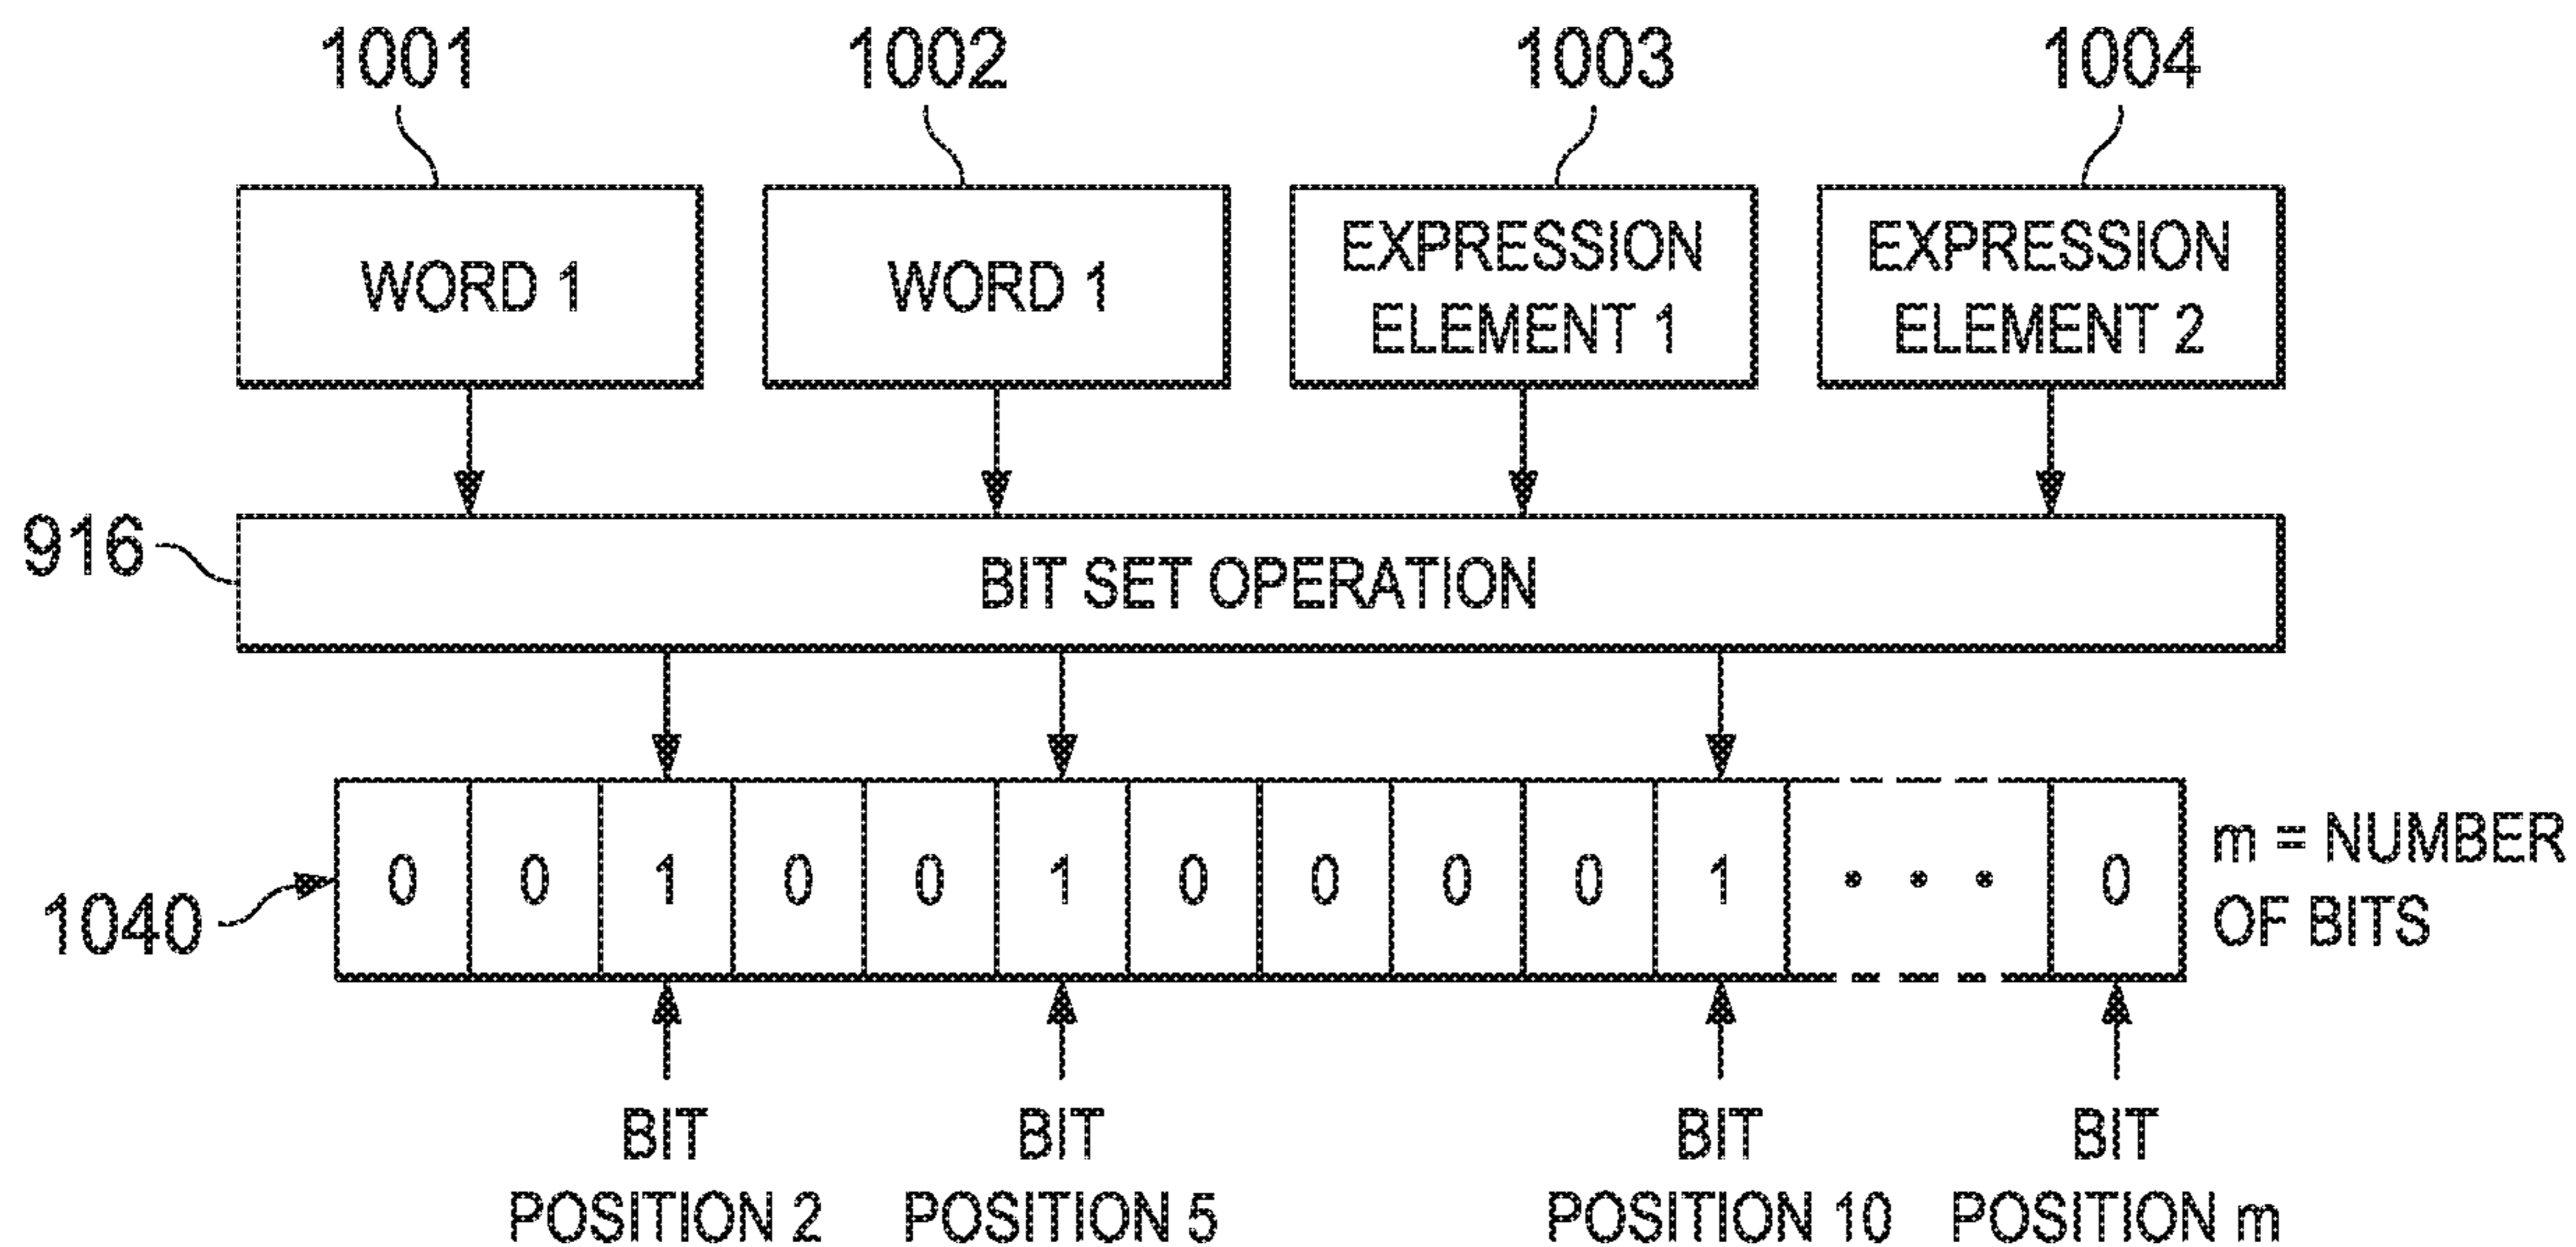 1001 1002 1003 1004
WORD 1 WORD 1 EXPRESSION ELEMENT 1 EXPRESSION ELEMENT 2
916 BIT SET OPERATION
1040 0 0 1 0 0 1 0 0 0 0 1 • • • 0 m = NUMBER OF BITS
BIT POSITION 2 BIT POSITION 5 BIT POSITION 10 BIT POSITION m